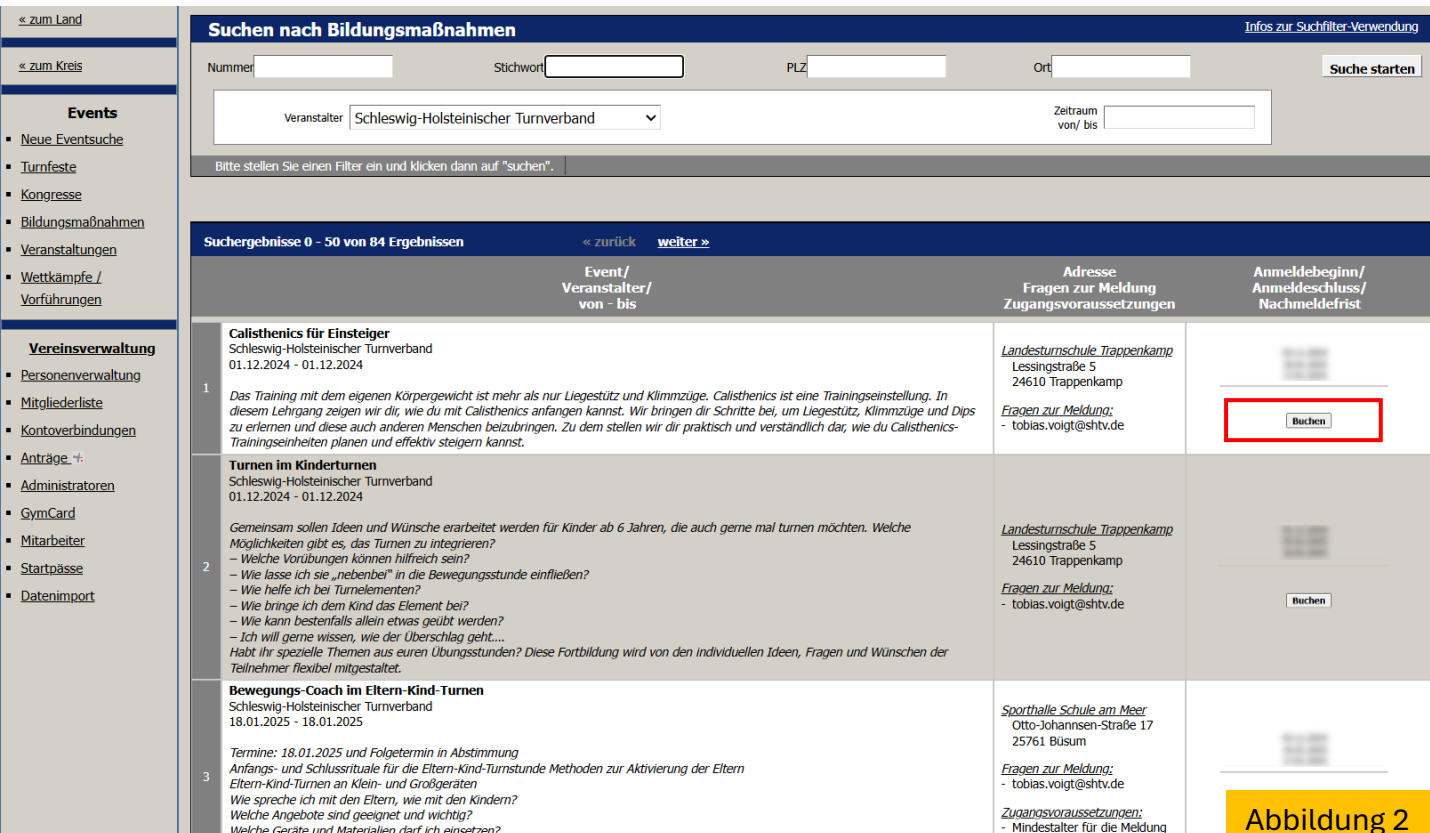 « zum Land
« zum Kreis
Events
Neue Eventsuche
Turnfeste
Kongresse
Bildungsmaßnahmen
Veranstaltungen
Wettkämpfe /
Vorführungen
Vereinsverwaltung
Personenverwaltung
Mitgliederliste
Kontoverbindungen
Anträge
Administratoren
GymCard
Mitarbeiter
Startpässe
Datenimport
Suchen nach Bildungsmaßnahmen
Infos zur Suchfilter-Verwendung
Nummer Stichwort PLZ Ort Suche starten
Veranstalter Schleswig-Holsteinischer Turnverband Zeitraum
von/ bis
Bitte stellen Sie einen Filter ein und klicken dann auf "suchen".
Suchergebnisse 0 - 50 von 84 Ergebnissen « zurück weiter »
Event/
Veranstalter/
von - bis
Adresse
Fragen zur Meldung
Zugangsvoraussetzungen
Anmeldebeginn/
Anmeldeschluss/
Nachmeldefrist
1
Calisthenics für Einsteiger
Schleswig-Holsteinischer Turnverband
01.12.2024 - 01.12.2024
Das Training mit dem eigenen Körpergewicht ist mehr als nur Liegestütz und Klimmzüge. Calisthenics ist eine Trainingseinstellung. In
diesem Lehrgang zeigen wir dir, wie du mit Calisthenics anfangen kannst. Wir bringen dir Schritte bei, um Liegestütz, Klimmzüge und Dips
zu erlernen und diese auch anderen Menschen beizubringen. Zu dem stellen wir dir praktisch und verständlich dar, wie du Calisthenics-
Trainingseinheiten planen und effektiv steigern kannst.
Landesturnschule Trappenkamp
Lessingstraße 5
24610 Trappenkamp
Fragen zur Meldung:
- tobias.voigt@shtv.de
Buchen
2
Turnen im Kinderturnen
Schleswig-Holsteinischer Turnverband
01.12.2024 - 01.12.2024
Gemeinsam sollen Ideen und Wünsche erarbeitet werden für Kinder ab 6 Jahren, die auch gerne mal turnen möchten. Welche
Möglichkeiten gibt es, das Turnen zu integrieren?
– Welche Vorübungen können hilfreich sein?
– Wie lasse ich sie „nebenbei“ in die Bewegungsstunde einfließen?
– Wie helfe ich bei Turnelementen?
– Wie bringe ich dem Kind das Element bei?
– Wie kann bestenfalls allein etwas geübt werden?
– Ich will gerne wissen, wie der Überschlag geht....
Habt ihr spezielle Themen aus euren Übungsstunden? Diese Fortbildung wird von den individuellen Ideen, Fragen und Wünschen der
Teilnehmer flexibel mitgestaltet.
Landesturnschule Trappenkamp
Lessingstraße 5
24610 Trappenkamp
Fragen zur Meldung:
- tobias.voigt@shtv.de
Buchen
3
Bewegungs-Coach im Eltern-Kind-Turnen
Schleswig-Holsteinischer Turnverband
18.01.2025 - 18.01.2025
Termine: 18.01.2025 und Folgetermin in Abstimmung
Anfangs- und Schlussrituale für die Eltern-Kind-Turnstunde Methoden zur Aktivierung der Eltern
Eltern-Kind-Turnen an Klein- und Großgeräten
Wie spreche ich mit den Eltern, wie mit den Kindern?
Welche Angebote sind geeignet und wichtig?
Welche Geräte und Materialien darf ich einsetzen?
Sporthalle Schule am Meer
Otto-Johannsen-Straße 17
25761 Büsum
Fragen zur Meldung:
- tobias.voigt@shtv.de
Zugangsvoraussetzungen:
- Mindestalter für die Meldung
Abbildung 2